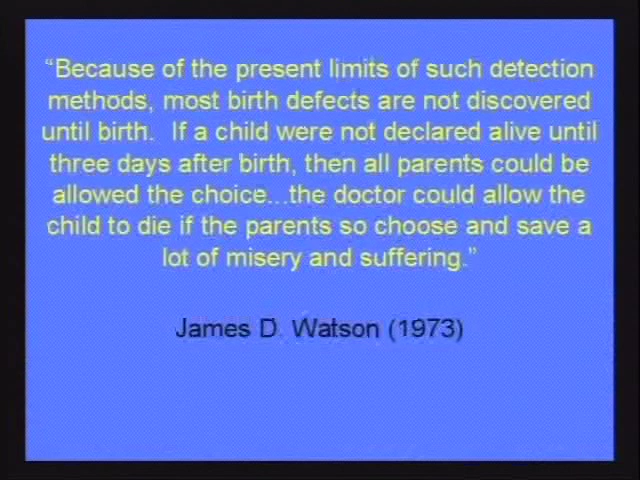 “Because of the present limits of such detection
methods, most birth defects are not discovered
until birth.  If a child were not declared alive until
three days after birth, then all parents could be
allowed the choice...the doctor could allow the
child to die if the parents so choose and save a
lot of misery and suffering.”
James D. Watson (1973)